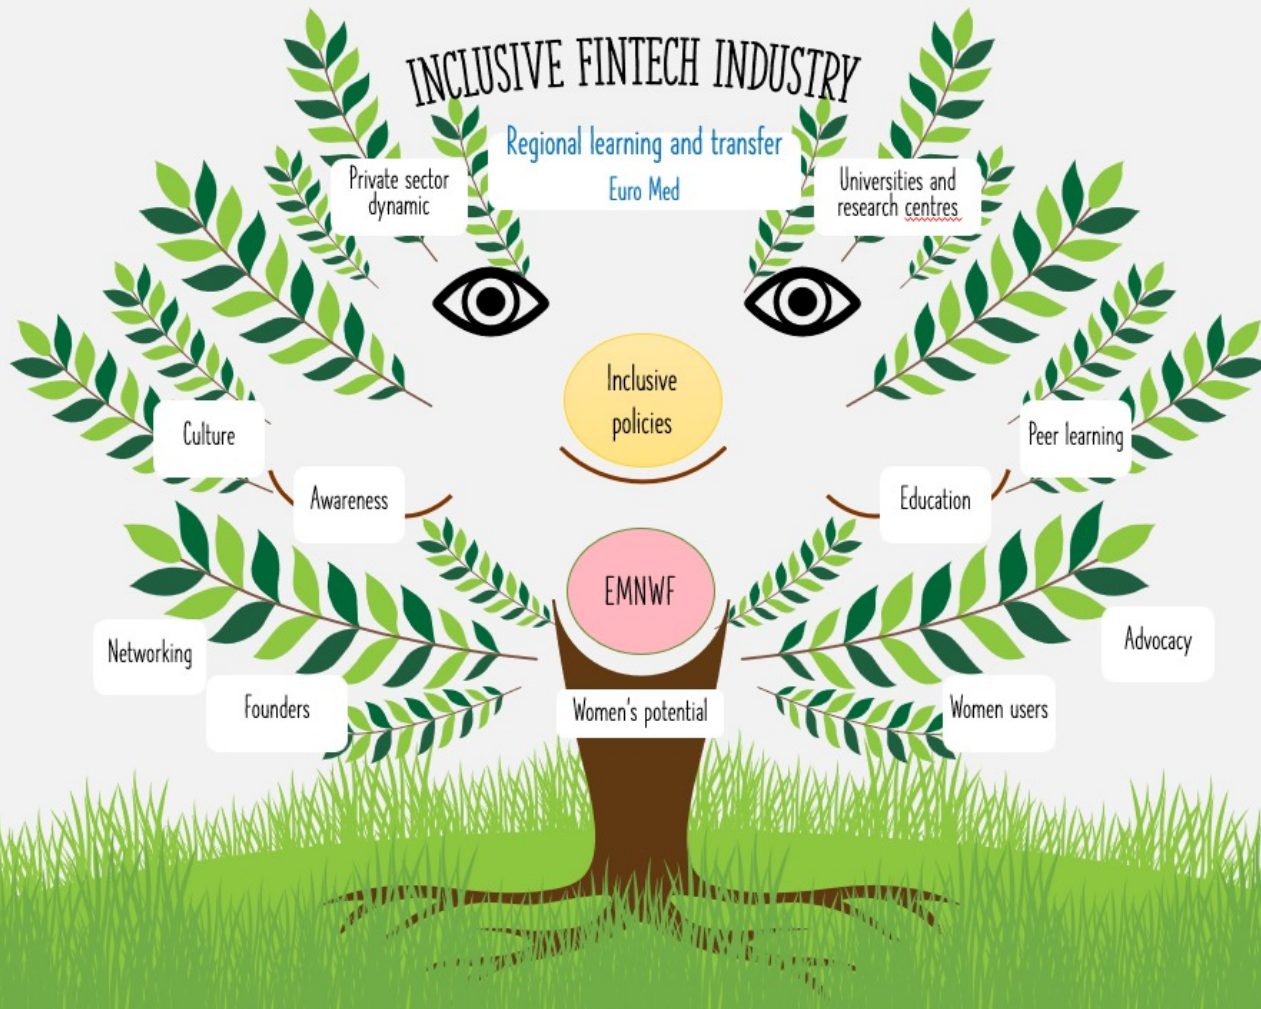 INCLUSIVE FINTECH INDUSTRY
Regional learning and transfer
Euro Med
Private sector
dynamic
Universities and
research centres
Inclusive
policies
Culture
Peer learning
Awareness
Education
EMNWF
Networking
Advocacy
Founders
Women's potential
Women users